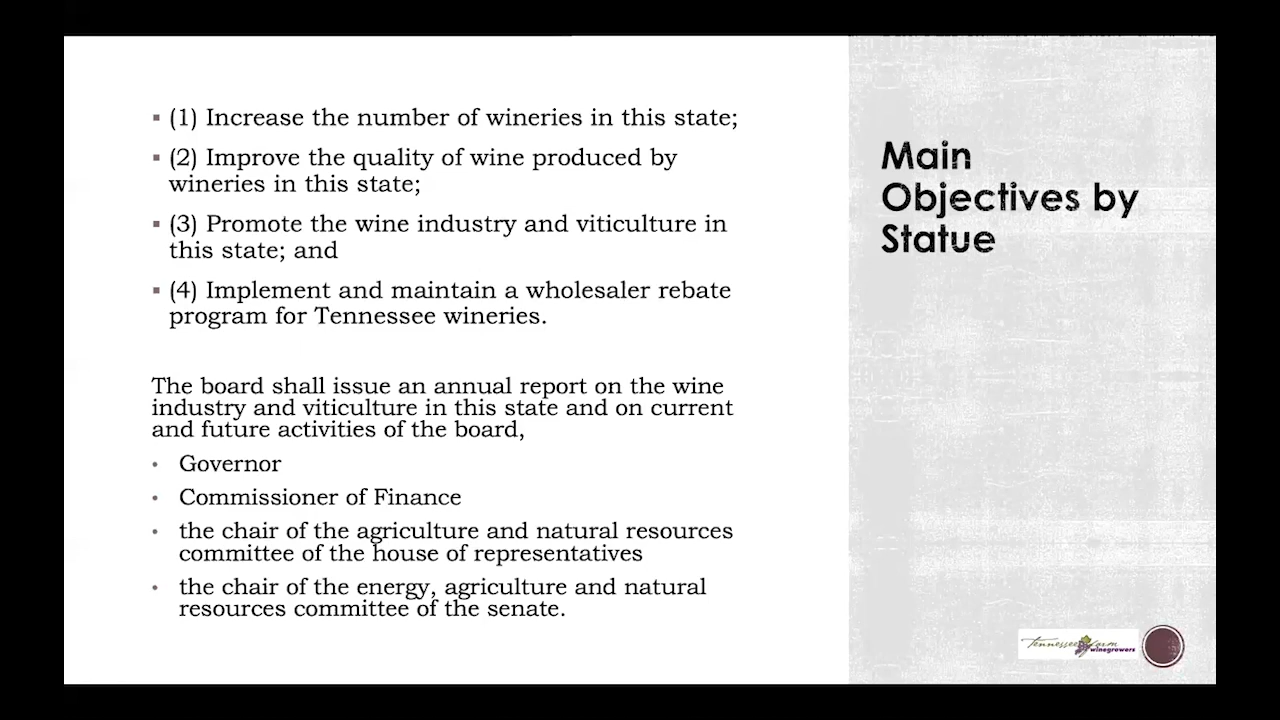 ▪ (1) Increase the number of wineries in this state;
▪ (2) Improve the quality of wine produced by
wineries in this state;
▪ (3) Promote the wine industry and viticulture in
this state; and
▪ (4) Implement and maintain a wholesaler rebate
program for Tennessee wineries.
The board shall issue an annual report on the wine
industry and viticulture in this state and on current
and future activities of the board,
• Governor
• Commissioner of Finance
• the chair of the agriculture and natural resources
committee of the house of representatives
• the chair of the energy, agriculture and natural
resources committee of the senate.
Main
Objectives by
Statue
Tennessee Farm
winegrowers